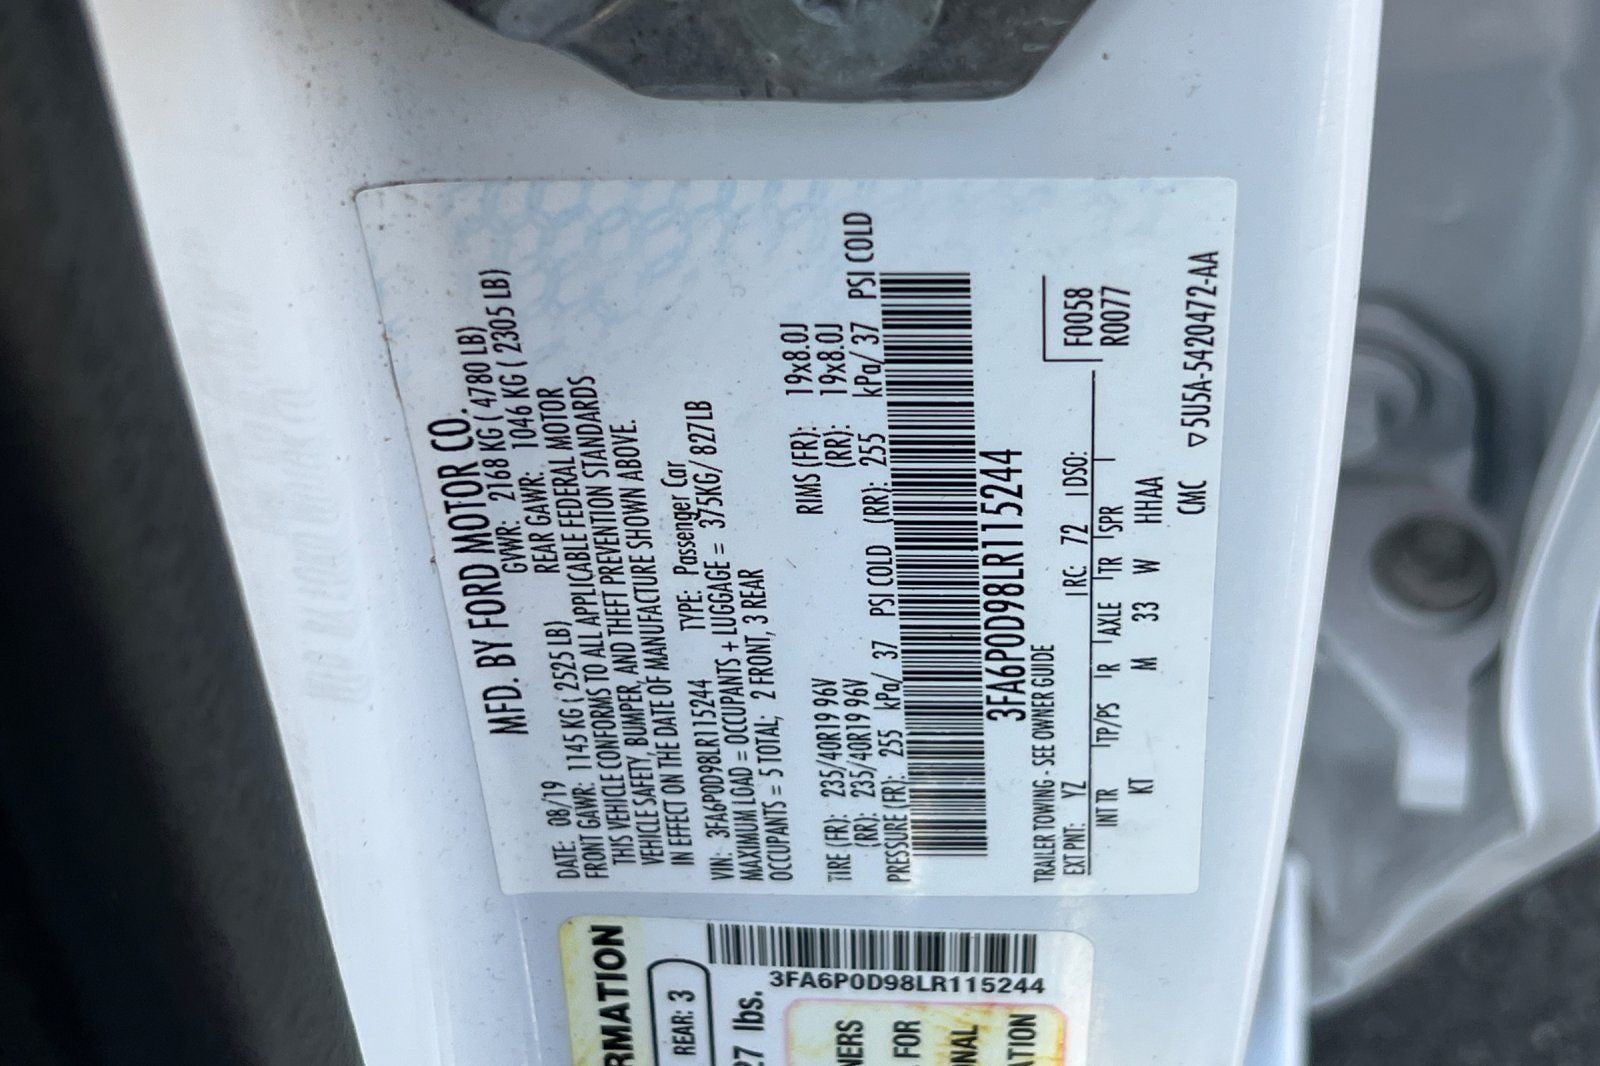 MFD. BY FORD MOTOR CO.
DATE: 08/19 GVWR: 2168 KG ( 4780 LB)
FRONT GAWR: 1145 KG ( 2525 LB) REAR GAWR: 1046 KG ( 2305 LB)
THIS VEHICLE CONFORMS TO ALL APPLICABLE FEDERAL MOTOR
VEHICLE SAFETY, BUMPER, AND THEFT PREVENTION STANDARDS
IN EFFECT ON THE DATE OF MANUFACTURE SHOWN ABOVE.
VIN: 3FA6P0D98LR115244 TYPE: Passenger Car
MAXIMUM LOAD = OCCUPANTS + LUGGAGE = 375KG/ 827LB
OCCUPANTS = 5 TOTAL; 2 FRONT, 3 REAR
TIRE (FR): 235/40R19 96V RIMS (FR): 19x8.0J
(RR): 235/40R19 96V (RR): 19x8.0J
PRESSURE (FR): 255 kPa/ 37 PSI COLD (RR): 255 kPa/ 37 PSI COLD
3FA6P0D98LR115244
TRAILER TOWING - SEE OWNER GUIDE
EXT PNT: YZ RC: 72 DSO: F0058
R0077
INT TR TP/PS R AXLE TR SPR
KT M 33 W HHAA
CMC ▽5U5A-5420472-AA
RMATION
REAR: 3
27 lbs.
3FA6P0D98LR115244
NERS
FOR
NAL
ATION